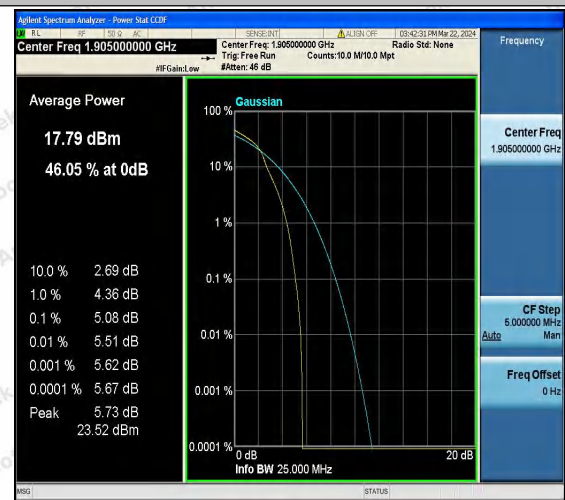 Agilent Spectrum Analyzer - Power Stat CCDF
LXI RL RF 50 Ω AC SENSE:INT ALIGN OFF 03:42:31 PM Mar 22, 2024
Center Freq 1.905000000 GHz
Center Freq: 1.905000000 GHz Radio Std: None
Trig: Free Run Counts:10.0 M/10.0 Mpt
#IFGain:Low #Atten: 46 dB
Average Power
17.79 dBm
46.05 % at 0dB
10.0 % 2.69 dB
1.0 % 4.36 dB
0.1 % 5.08 dB
0.01 % 5.51 dB
0.001 % 5.62 dB
0.0001 % 5.67 dB
Peak 5.73 dB
23.52 dBm
Gaussian
100 %
10 %
1 %
0.1 %
0.01 %
0.001 %
0.0001 %
0 dB 20 dB
Info BW 25.000 MHz
Frequency
Center Freq
1.905000000 GHz
CF Step
5.000000 MHz
Auto Man
Freq Offset
0 Hz
MSG STATUS